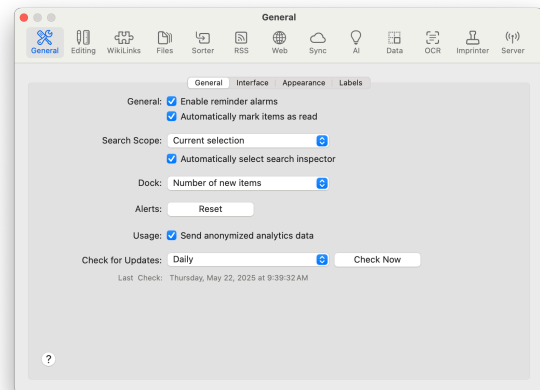 General
General Editing WikiLinks Files Sorter RSS Web Sync AI Data OCR Imprinter Server
General Interface Appearance Labels
General: Enable reminder alarms
Automatically mark items as read
Search Scope: Current selection
Automatically select search inspector
Dock: Number of new items
Alerts: Reset
Usage: Send anonymized analytics data
Check for Updates: Daily Check Now
Last Check: Thursday, May 22, 2025 at 9:39:32 AM
?